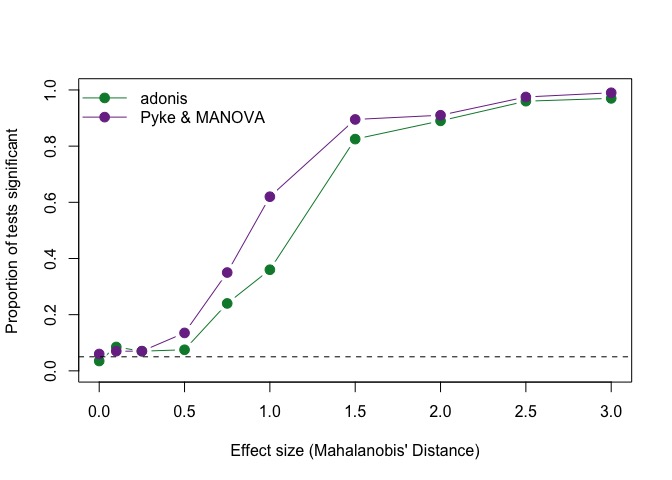 adonis
Pyke & MANOVA
Proportion of tests significant
1.0
0.8
0.6
0.4
0.2
0.0
0.0 0.5 1.0 1.5 2.0 2.5 3.0
Effect size (Mahalanobis' Distance)